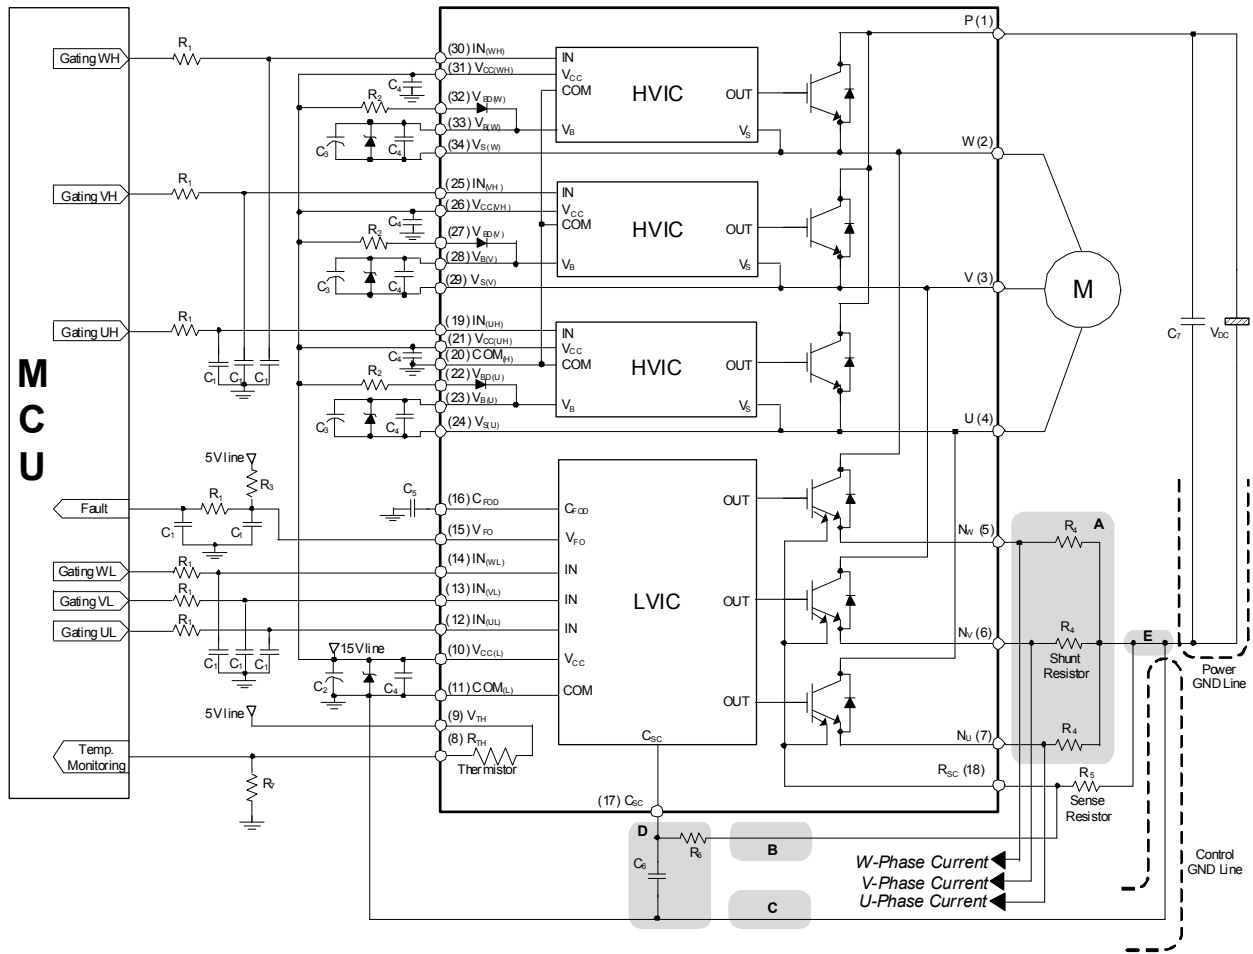 MCU
Gating WH
Gating VH
Gating UH
Fault
Gating WL
Gating VL
Gating UL
Temp.
Monitoring
R1
R1
R1
C1 C1 C1
5V line
R3
R1
C1 C1
R1
R1
R1
C1 C1 C1
5V line
R7
C4
R2
C3 C4
C4
R2
C3 C4
C4
R2
C3 C4
C5
15V line
C2 C4
(30) IN(WH)
(31) VCC(WH)
(32) VBD(W)
(33) VB(W)
(34) VS(W)
(25) IN(VH)
(26) VCC(VH)
(27) VBD(V)
(28) VB(V)
(29) VS(V)
(19) IN(UH)
(21) VCC(UH)
(20) COM(H)
(22) VBD(U)
(23) VB(U)
(24) VS(U)
(16) CFOD
(15) VFO
(14) IN(WL)
(13) IN(VL)
(12) IN(UL)
(10) VCC(L)
(11) COM(L)
(9) VTH
(8) RTH
Thermistor
(17) CSC
IN
VCC
COM
VB
HVIC
OUT
VS
IN
VCC
COM
VB
HVIC
OUT
VS
IN
VCC
COM
VB
HVIC
OUT
VS
CFOD
VFO
IN
IN
IN
VCC
COM
LVIC
OUT
OUT
OUT
CSC
P (1)
W (2)
V (3)
U (4)
NW (5)
NV (6)
NU (7)
RSC (18)
M
C7
VDC
R4
A
R4
Shunt
Resistor
R4
E
Power
GND Line
R5
Sense
Resistor
D
R6
C6
B
C
W-Phase Current
V-Phase Current
U-Phase Current
Control
GND Line